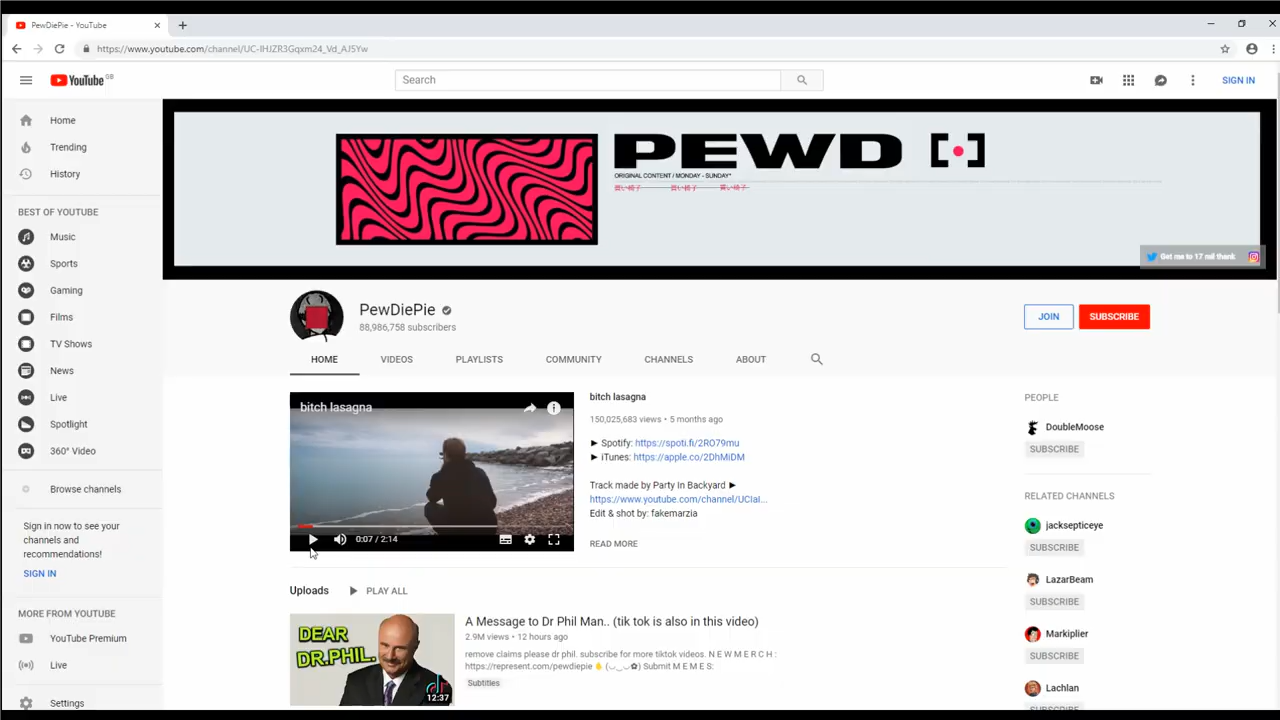 PewDiePie - YouTube
https://www.youtube.com/channel/UC-lHJZR3Gqxm24_Vd_AJ5Yw
YouTube GB
Search
SIGN IN
Home
Trending
History
BEST OF YOUTUBE
Music
Sports
Gaming
Films
TV Shows
News
Live
Spotlight
360° Video
Browse channels
Sign in now to see your
channels and
recommendations!
SIGN IN
MORE FROM YOUTUBE
YouTube Premium
Live
Settings
PEWD
ORIGINAL CONTENT / MONDAY - SUNDAY*
Get me to 17 mil thank
PewDiePie
88,986,758 subscribers
JOIN
SUBSCRIBE
HOME
VIDEOS
PLAYLISTS
COMMUNITY
CHANNELS
ABOUT
bitch lasagna
0:07 / 2:14
bitch lasagna
150,025,683 views • 5 months ago
► Spotify: https://spoti.fi/2RO79mu
► iTunes: https://apple.co/2DhMiDM
Track made by Party In Backyard ►
https://www.youtube.com/channel/UCIaI...
Edit & shot by: fakemarzia
READ MORE
Uploads
PLAY ALL
DEAR
DR.PHIL.
12:37
A Message to Dr Phil Man.. (tik tok is also in this video)
2.9M views • 12 hours ago
remove claims please dr phil. subscribe for more tiktok videos. N E W M E R C H :
https://represent.com/pewdiepie ✋ (◡‿◡✿) Submit M E M E S:
Subtitles
PEOPLE
DoubleMoose
SUBSCRIBE
RELATED CHANNELS
jacksepticeye
SUBSCRIBE
LazarBeam
SUBSCRIBE
Markiplier
SUBSCRIBE
Lachlan
SUBSCRIBE